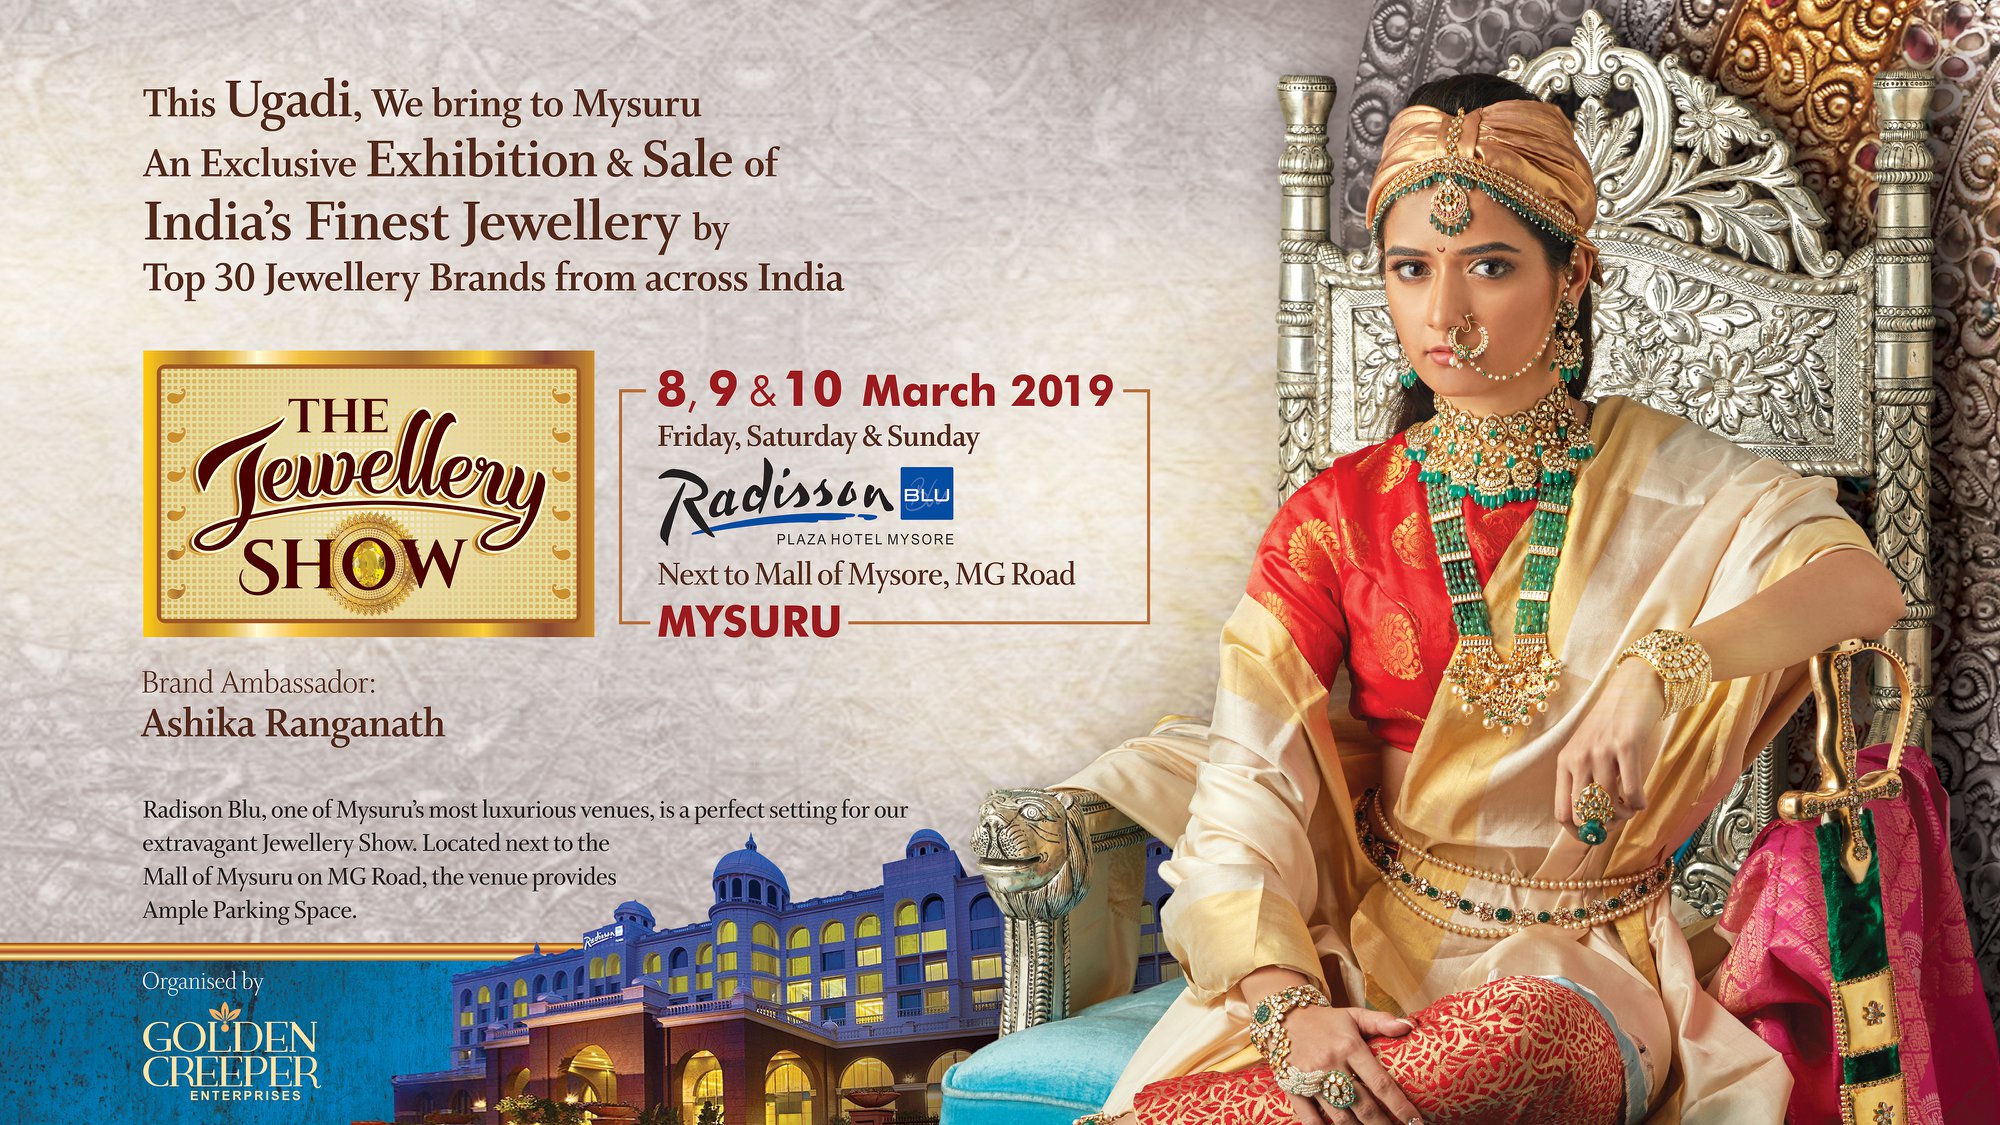 This Ugadi, We bring to Mysuru
An Exclusive Exhibition & Sale of
India's Finest Jewellery by
Top 30 Jewellery Brands from across India
THE
Jewellery
SHOW
8, 9 & 10 March 2019
Friday, Saturday & Sunday
Radisson BLU
PLAZA HOTEL MYSORE
Next to Mall of Mysore, MG Road
MYSURU
Brand Ambassador:
Ashika Ranganath
Radison Blu, one of Mysuru's most luxurious venues, is a perfect setting for our
extravagant Jewellery Show. Located next to the
Mall of Mysuru on MG Road, the venue provides
Ample Parking Space.
Radisson
Organised by
GOLDEN
CREEPER
ENTERPRISES